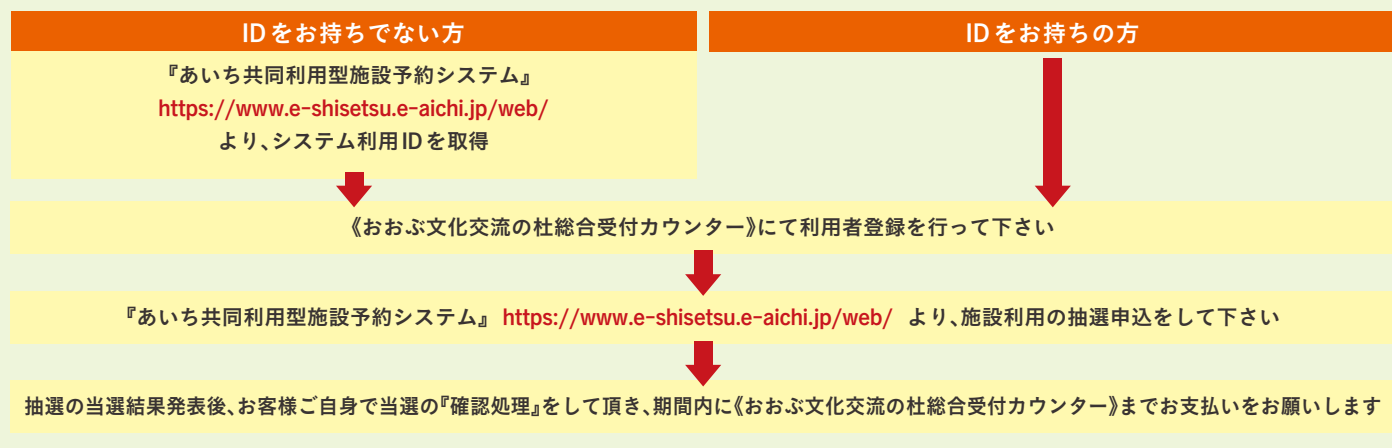 IDをお持ちでない方
『あいち共同利用型施設予約システム』
https://www.e-shisetsu.e-aichi.jp/web/
より、システム利用IDを取得
IDをお持ちの方
《おおぶ文化交流の杜総合受付カウンター》にて利用者登録を行って下さい
『あいち共同利用型施設予約システム』 https://www.e-shisetsu.e-aichi.jp/web/ より、施設利用の抽選申込をして下さい
抽選の当選結果発表後、お客様ご自身で当選の『確認処理』をして頂き、期間内に《おおぶ文化交流の杜総合受付カウンター》までお支払いをお願いします